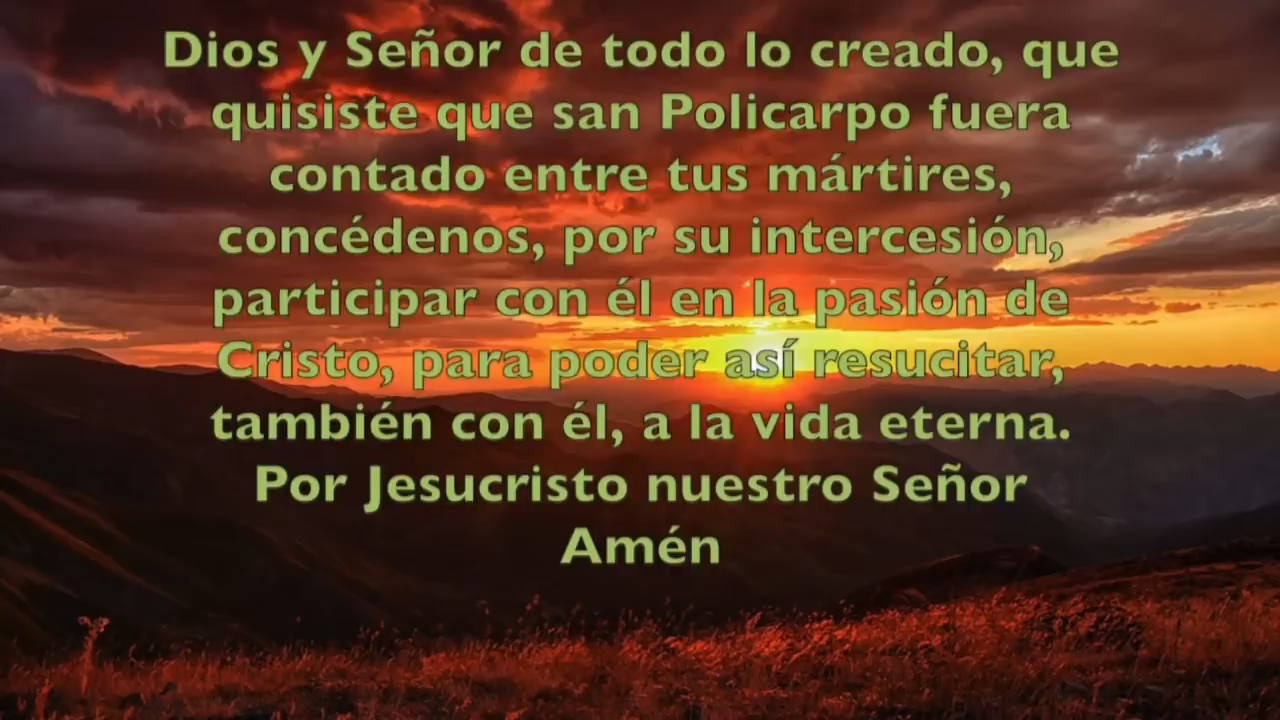 Dios y Señor de todo lo creado, que
quisiste que san Policarpo fuera
contado entre tus mártires,
concédenos, por su intercesión,
participar con él en la pasión de
Cristo, para poder así resucitar,
también con él, a la vida eterna.
Por Jesucristo nuestro Señor
Amén